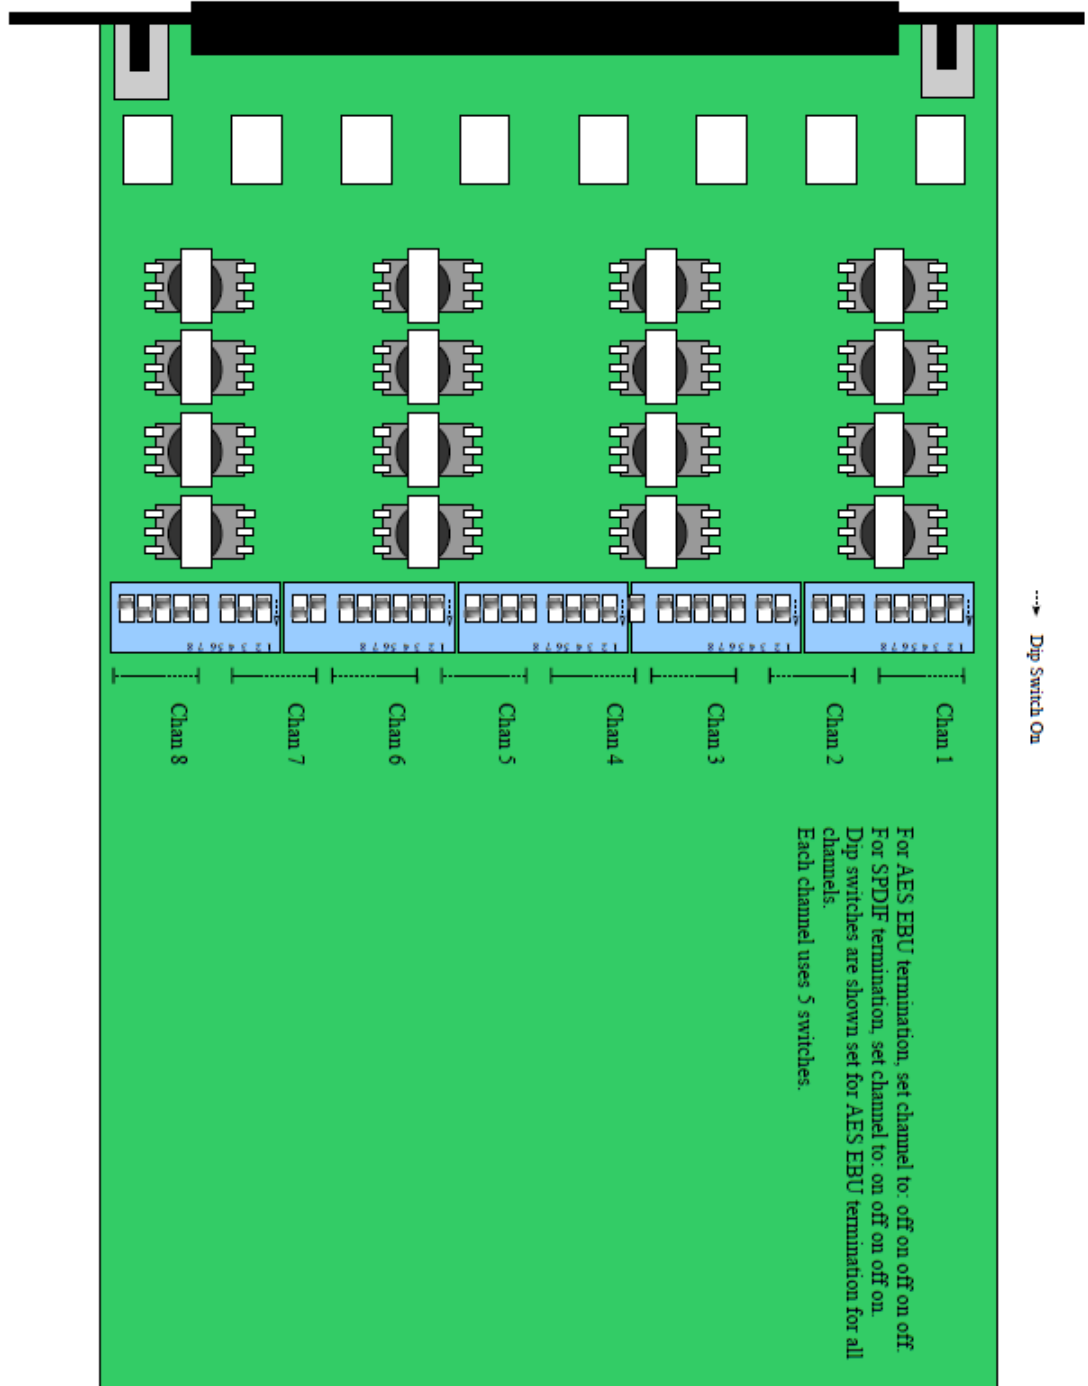 Dip Switch On
Chan 1
Chan 2
Chan 3
Chan 4
Chan 5
Chan 6
Chan 7
Chan 8
For AES EBU termination, set channel to: off on off on off.
For SPDIF termination, set channel to: on off on off on.
Dip switches are shown set for AES EBU termination for all
channels.
Each channel uses 5 switches.